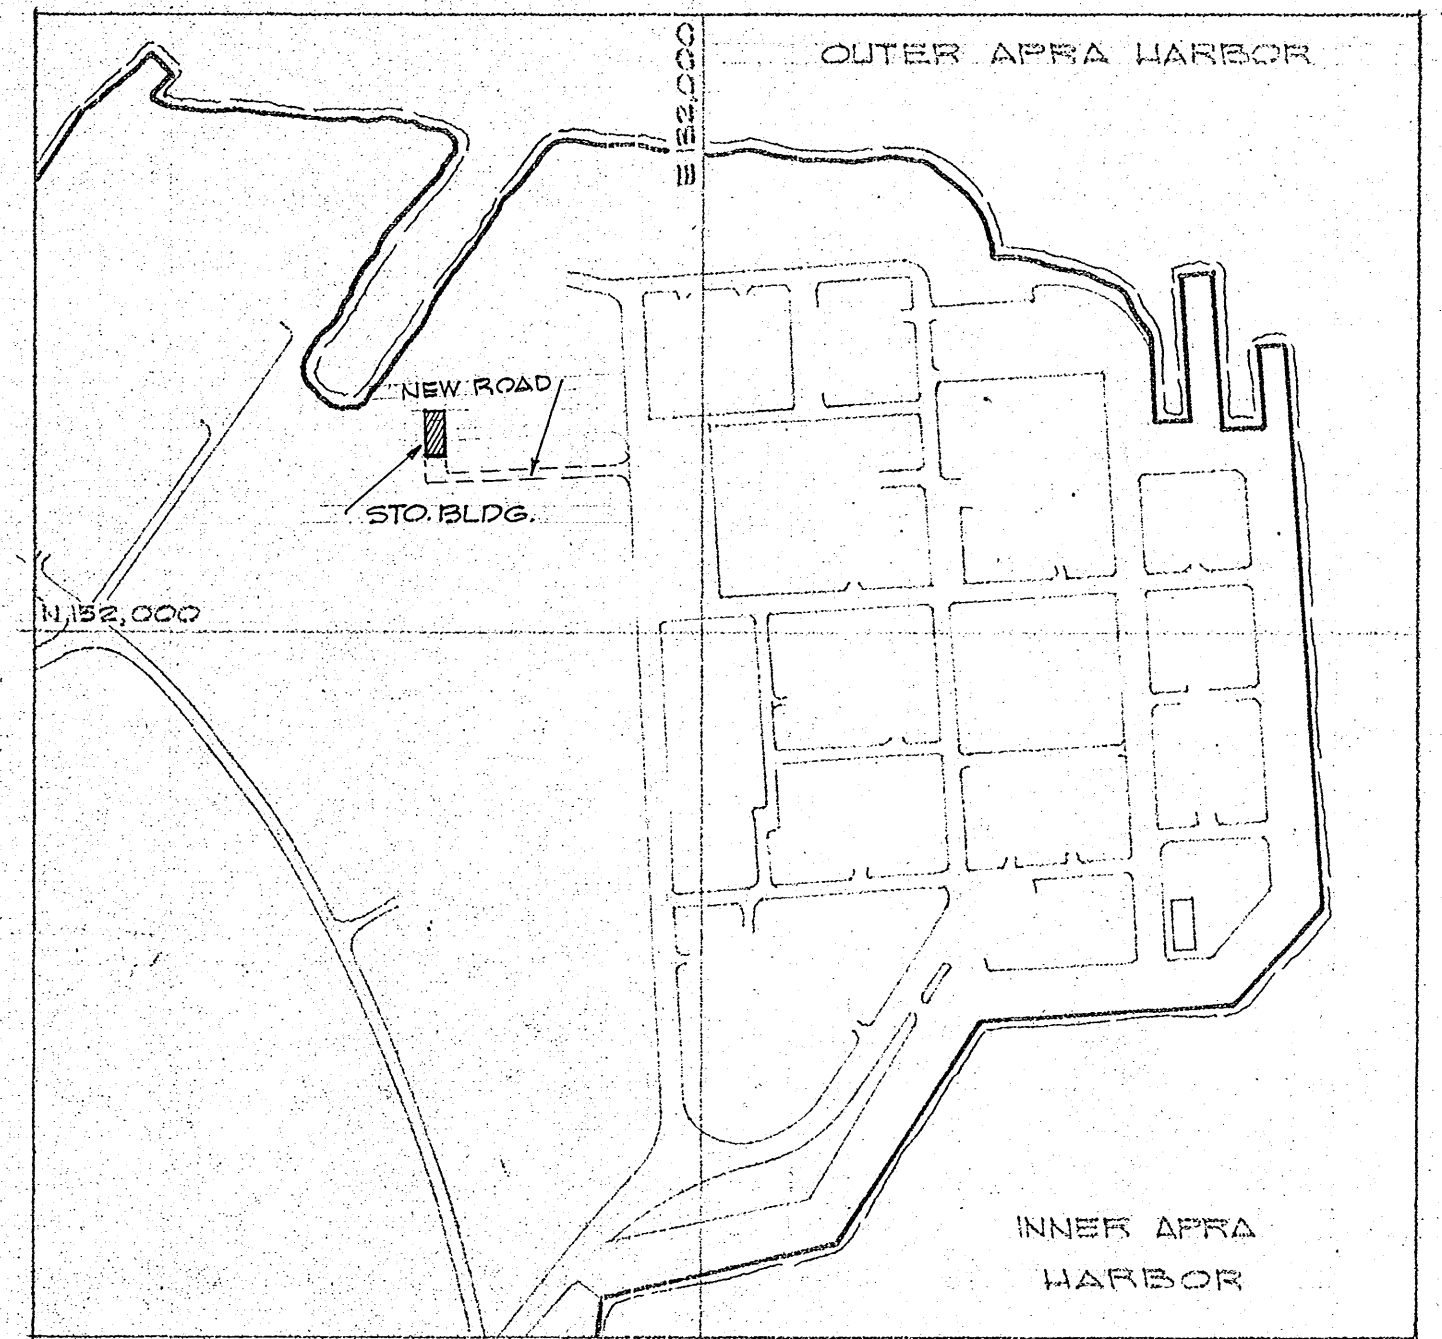 OUTER APRA HARBOR
E 132,000
NEW ROAD
STO. BLDG.
N 152,000
INNER APRA
HARBOR